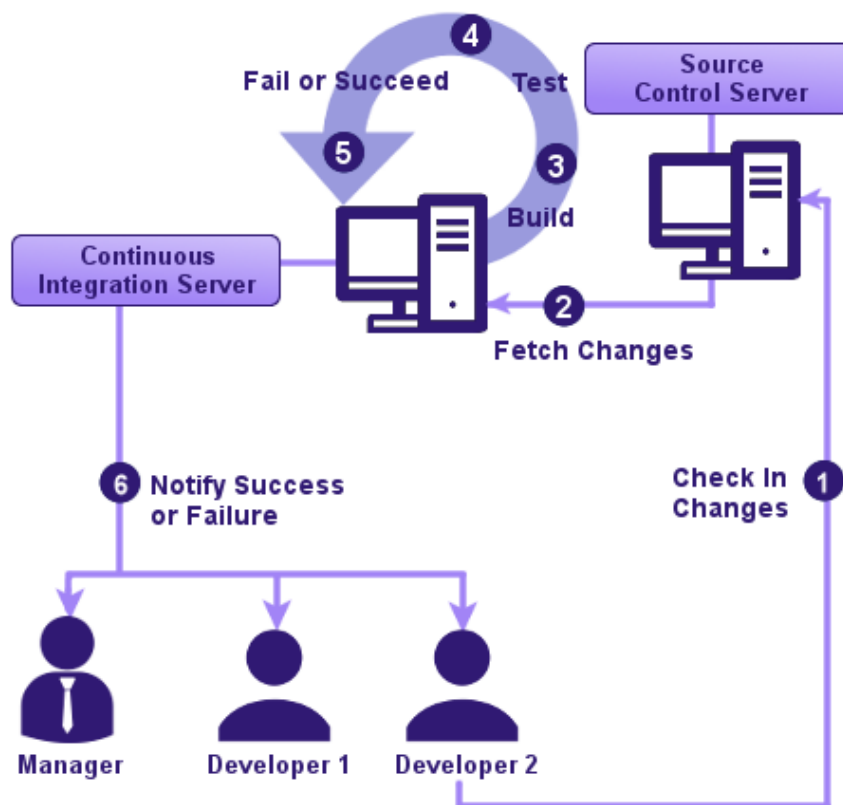 4
Fail or Succeed
Test
Source
Control Server
5
3
Build
Continuous
Integration Server
2
Fetch Changes
6
Notify Success
or Failure
Check In
Changes
1
Manager
Developer 1
Developer 2